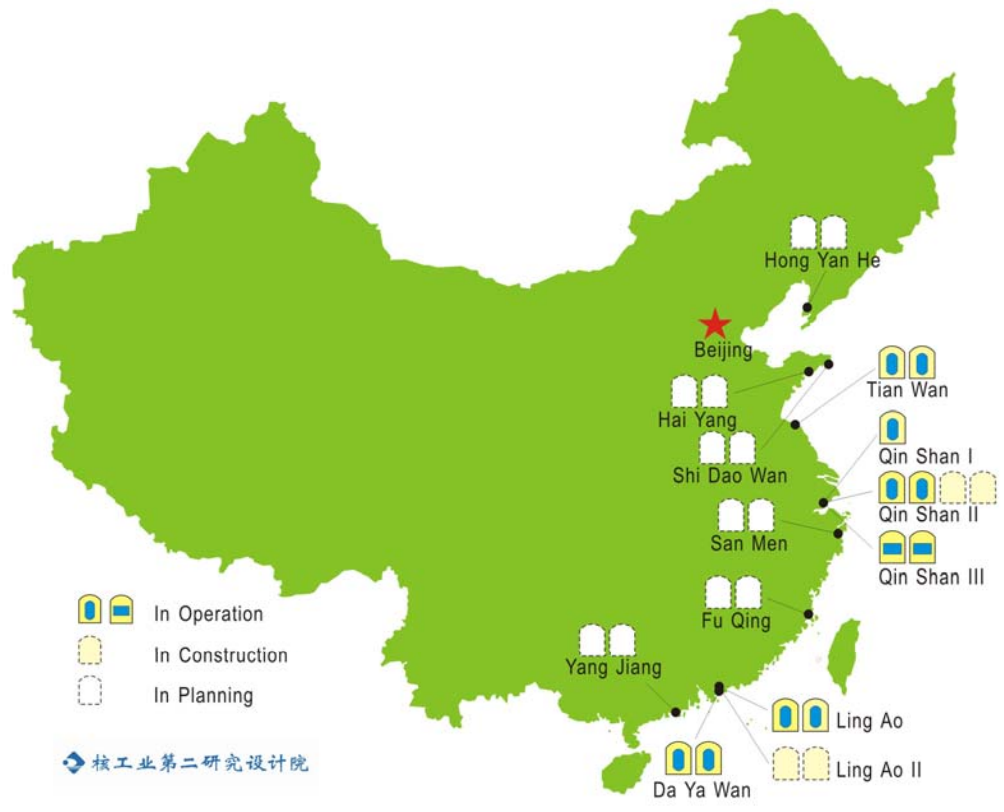 Hong Yan He
Beijing
Tian Wan
Hai Yang
Qin Shan I
Shi Dao Wan
Qin Shan II
San Men
Qin Shan III
Fu Qing
In Operation
In Construction
Yang Jiang
In Planning
Ling Ao
核工业第二研究设计院
Ling Ao II
Da Ya Wan